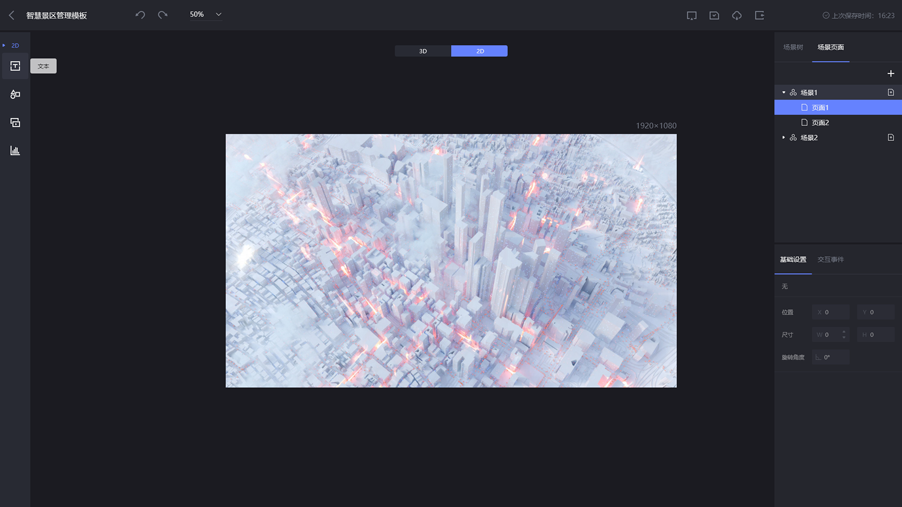 智慧景区管理模板
50%
上次保存时间：16:23
2D
文本
3D
2D
1920×1080
场景树
场景页面
场景1
页面1
页面2
场景2
基础设置
交互事件
无
位置 X 0 Y 0
尺寸 W 0 H 0
旋转角度 0°